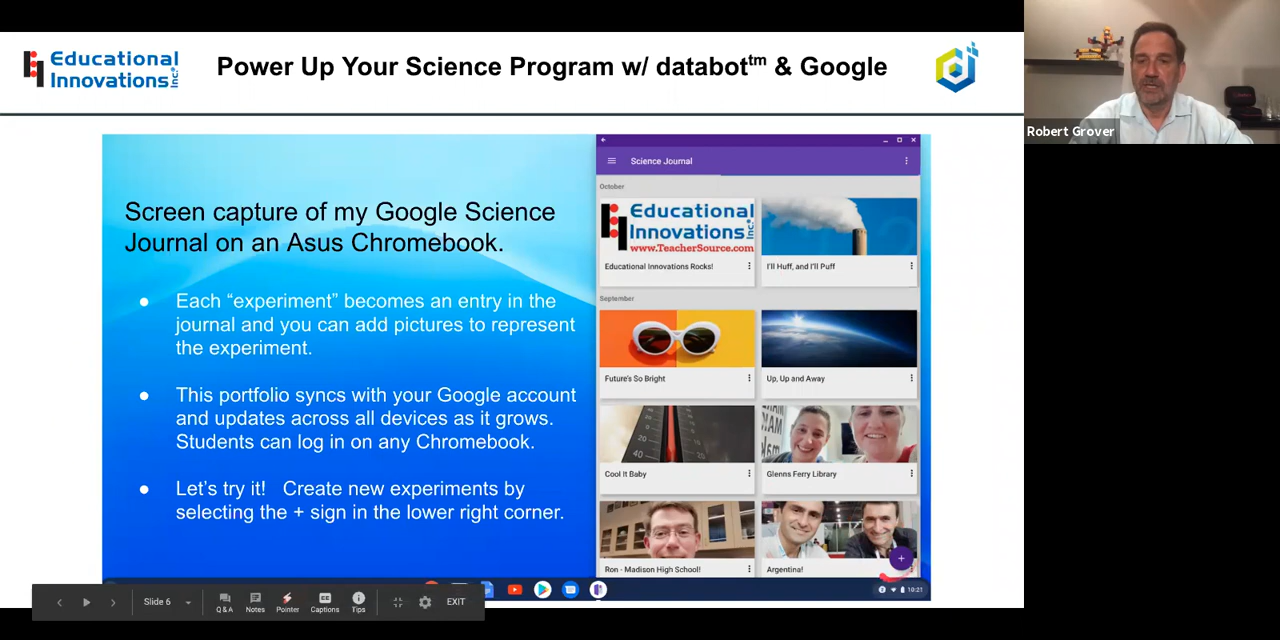 Educational
Innovations Inc.
Power Up Your Science Program w/ databot™ & Google
Robert Grover
Screen capture of my Google Science
Journal on an Asus Chromebook.
● Each “experiment” becomes an entry in the
journal and you can add pictures to represent
the experiment.
● This portfolio syncs with your Google account
and updates across all devices as it grows.
Students can log in on any Chromebook.
● Let’s try it! Create new experiments by
selecting the + sign in the lower right corner.
Science Journal
October
Educational
Innovations Inc.
www.TeacherSource.com
Educational Innovations Rocks!
I'll Huff, and I'll Puff
September
Future's So Bright
Up, Up and Away
Cool It Baby
Glenns Ferry Library
Ron - Madison High School!
Argentina!
10:21
Slide 6
Q & A
Notes
Pointer
Captions
Tips
EXIT